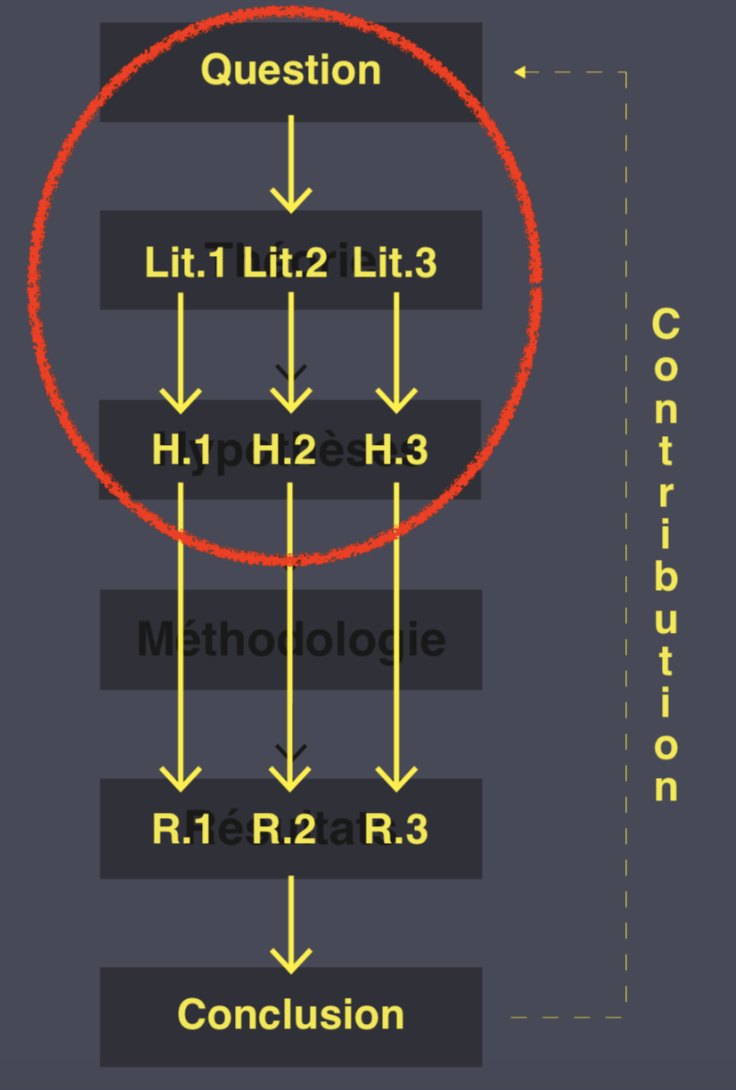 Question
Théorie
Lit.1 Lit.2 Lit.3
Hypothèses
H.1 H.2 H.3
Méthodologie
Résultats
R.1 R.2 R.3
Conclusion
Contribution